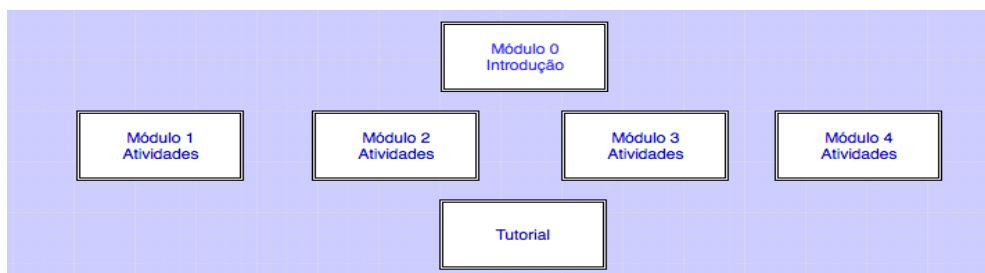 Módulo 0
Introdução
Módulo 1
Atividades
Módulo 2
Atividades
Módulo 3
Atividades
Módulo 4
Atividades
Tutorial